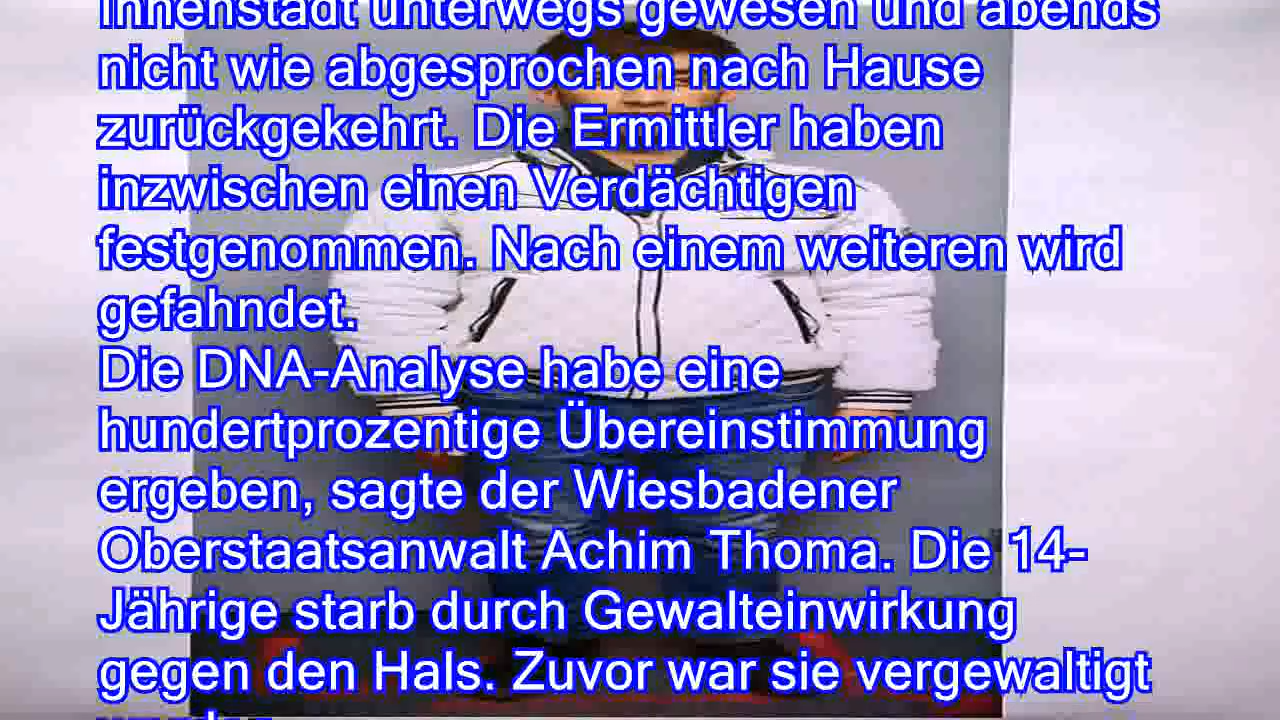 Innenstadt unterwegs gewesen und abends
nicht wie abgesprochen nach Hause
zurückgekehrt. Die Ermittler haben
inzwischen einen Verdächtigen
festgenommen. Nach einem weiteren wird
gefahndet.
Die DNA-Analyse habe eine
hundertprozentige Übereinstimmung
ergeben, sagte der Wiesbadener
Oberstaatsanwalt Achim Thoma. Die 14-
Jährige starb durch Gewalteinwirkung
gegen den Hals. Zuvor war sie vergewaltigt